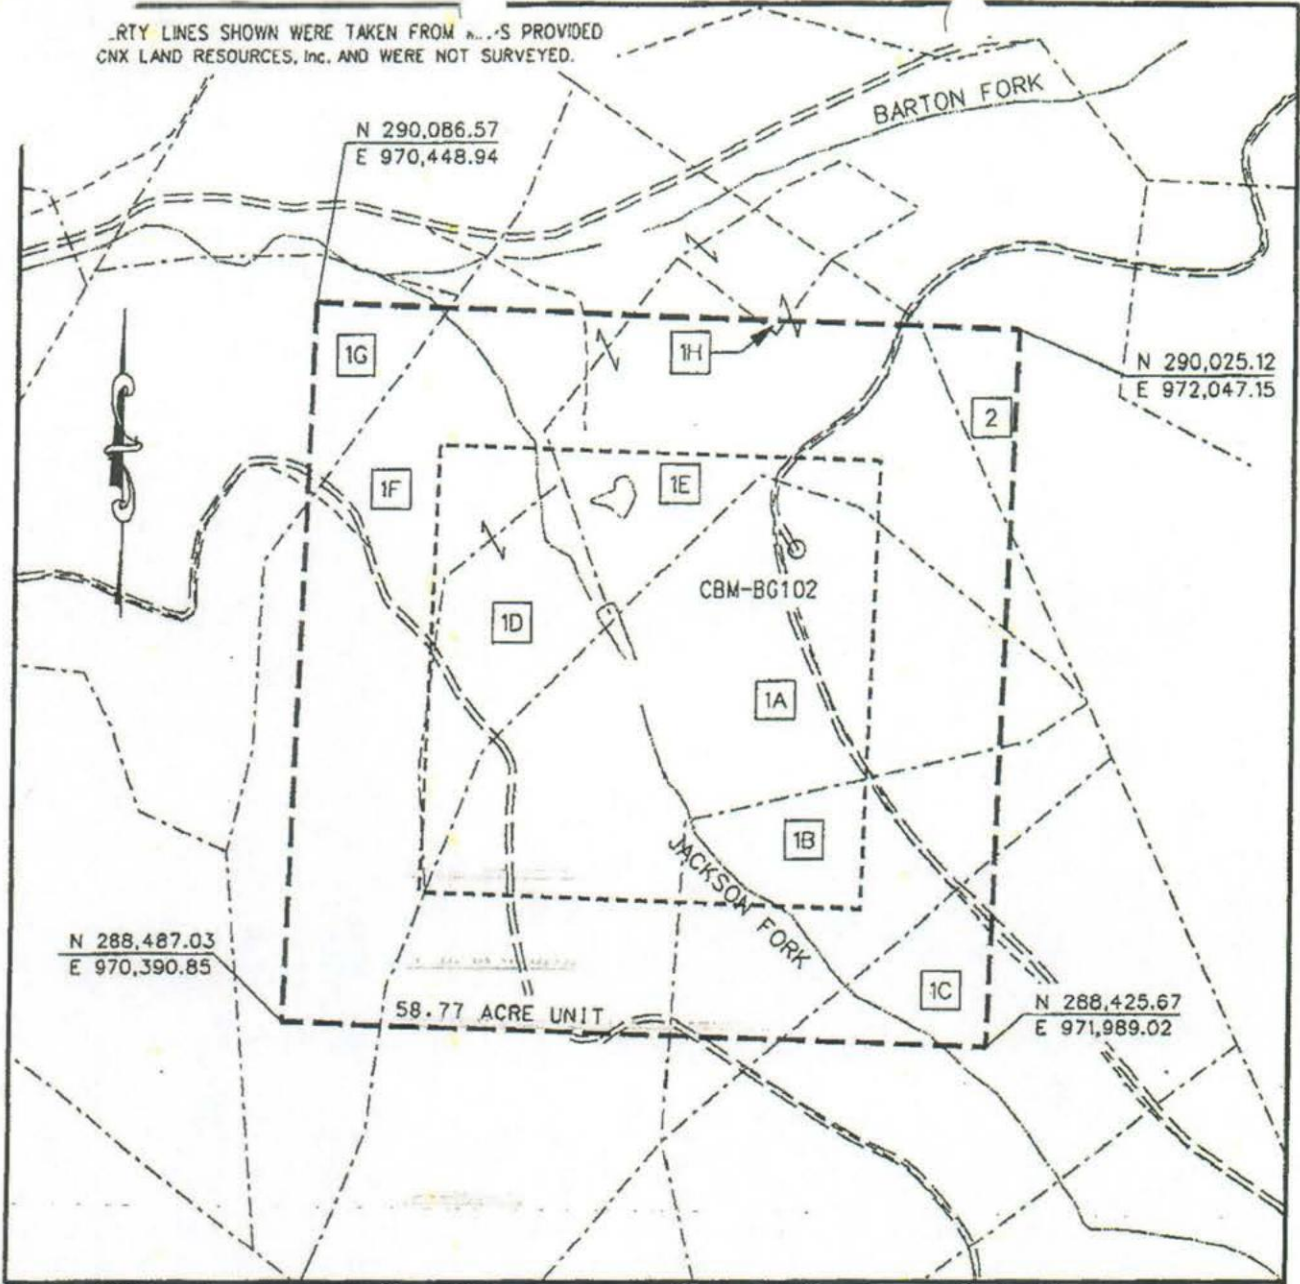 LINES SHOWN WERE TAKEN FROM PROVIDED
CNX LAND RESOURCES, Inc. AND WERE NOT SURVEYED.
BARTON FORK
N 290,086.57
E 970,448.94
1G
1H
N 290,025.12
E 972,047.15
2
1F
1E
CBM-BG102
1D
1A
1B
JACKSON FORK
N 288,487.03
E 970,390.85
1C
58.77 ACRE UNIT
N 288,425.67
E 971,989.02